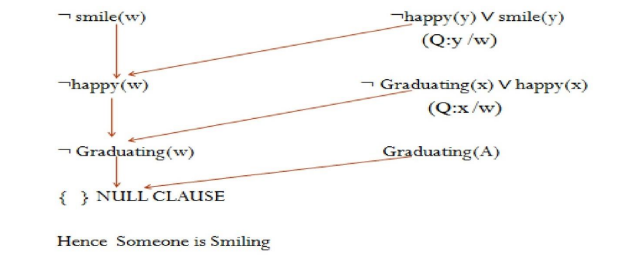 ¬ smile(w) ¬happy(y) V smile(y)
(Q:y /w)
¬happy(w) ¬ Graduating(x) V happy(x)
(Q:x /w)
¬ Graduating(w) Graduating(A)
{ } NULL CLAUSE
Hence Someone is Smiling